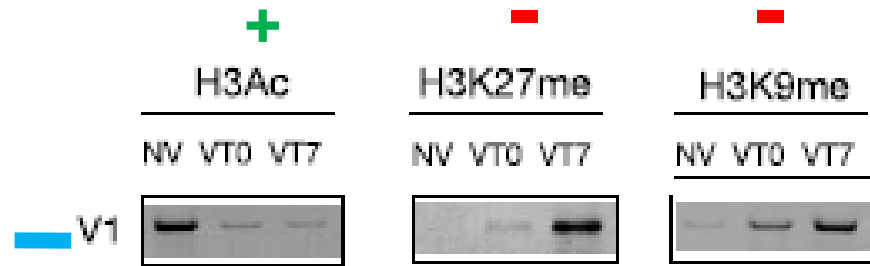 + - -
H3Ac H3K27me H3K9me
NV VT0 VT7 NV VT0 VT7 NV VT0 VT7
V1